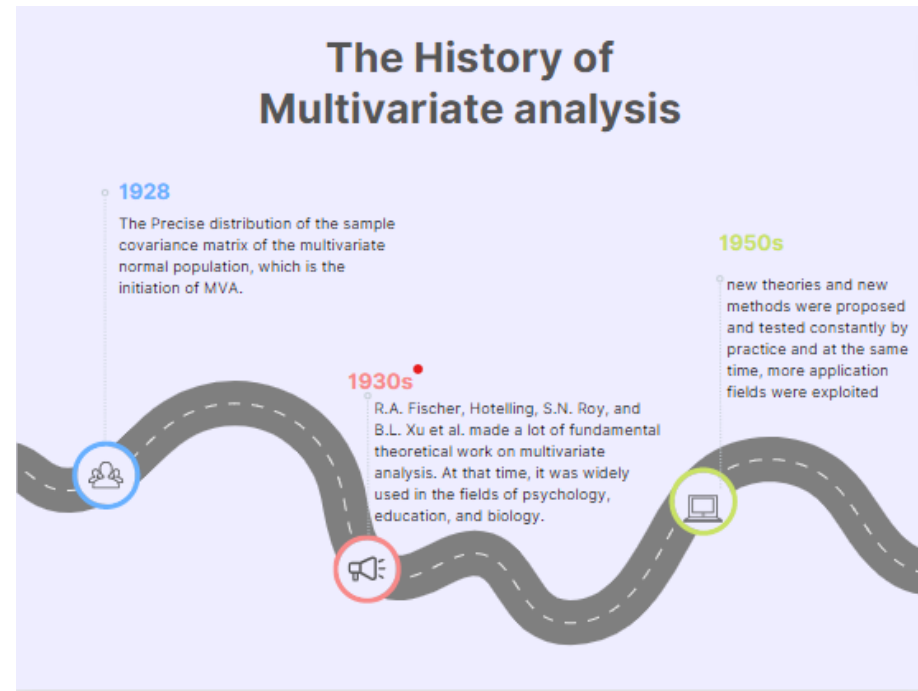 The History of
Multivariate analysis
1928
The Precise distribution of the sample
covariance matrix of the multivariate
normal population, which is the
initiation of MVA.
1930s
R.A. Fischer, Hotelling, S.N. Roy, and
B.L. Xu et al. made a lot of fundamental
theoretical work on multivariate
analysis. At that time, it was widely
used in the fields of psychology,
education, and biology.
1950s
new theories and new
methods were proposed
and tested constantly by
practice and at the same
time, more application
fields were exploited